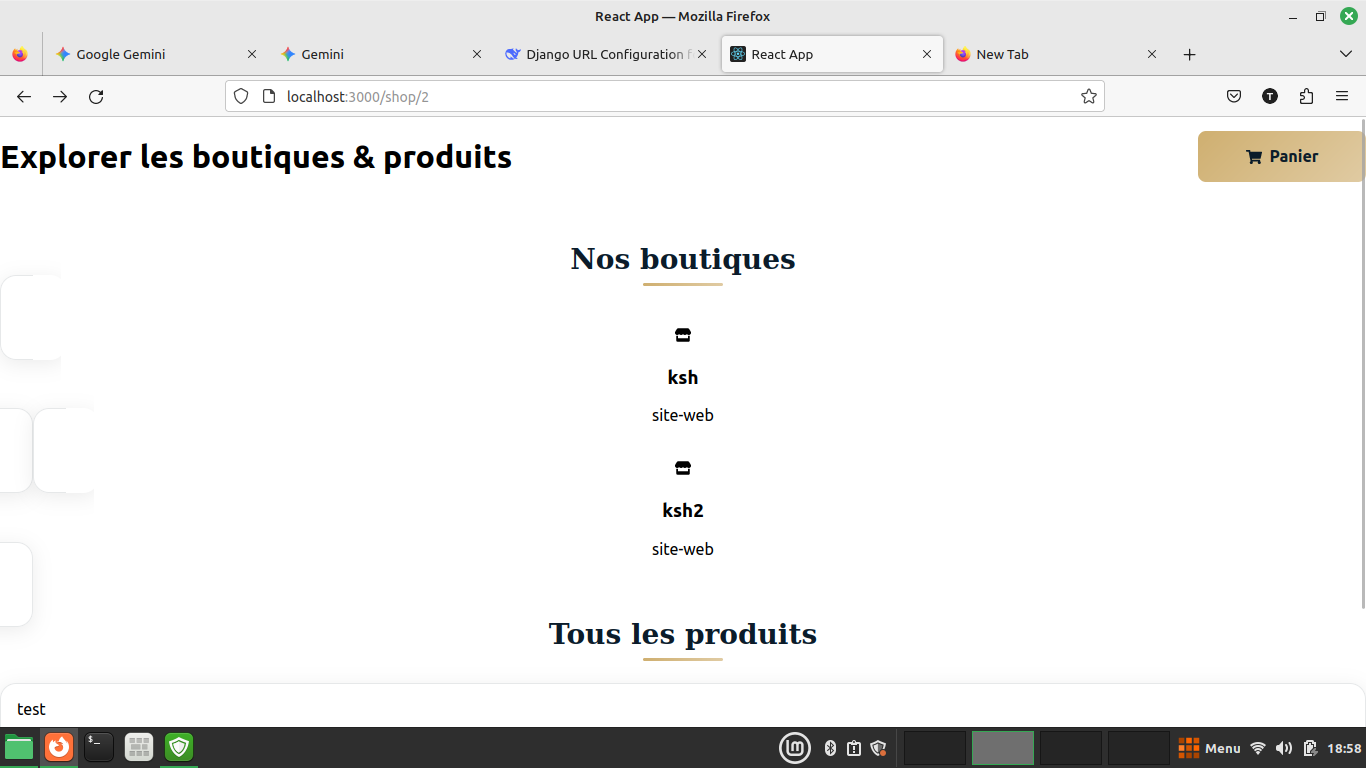 React App — Mozilla Firefox
Google Gemini
Gemini
Django URL Configuration f
React App
New Tab
localhost:3000/shop/2
T
Explorer les boutiques & produits
Panier
Nos boutiques
ksh
site-web
ksh2
site-web
Tous les produits
test
$_
Menu
18:58